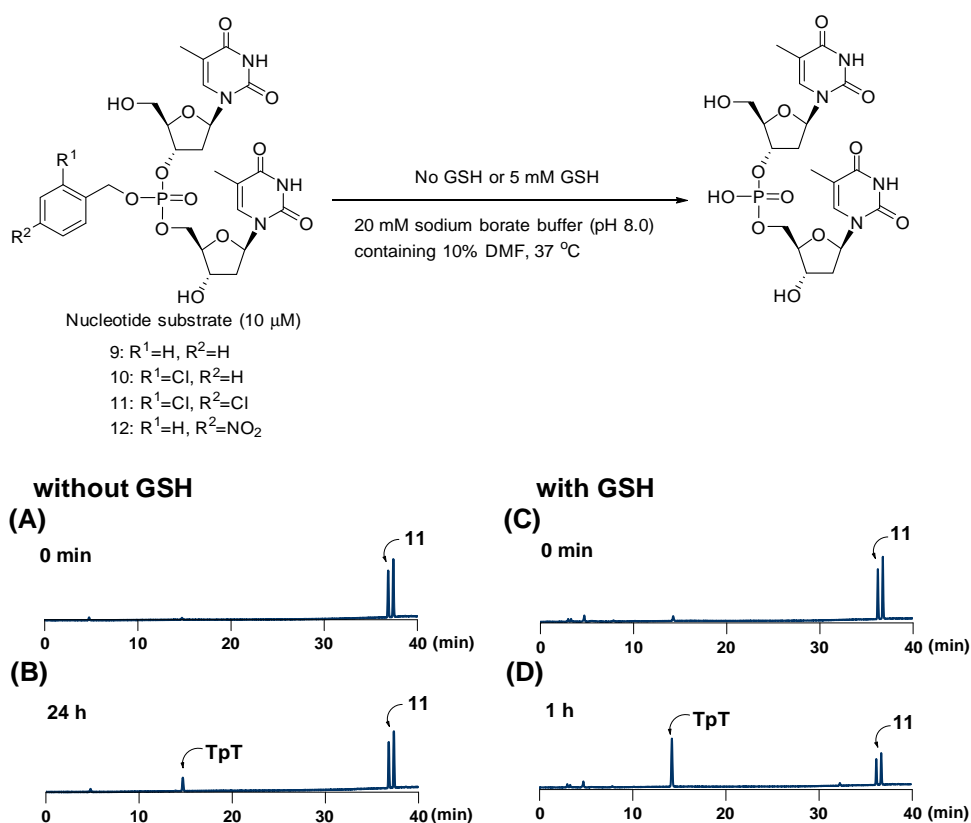 O
NH
N
O
HO
O
R¹
O
O
P
O
O
O
NH
N
O
O
R²
HO
No GSH or 5 mM GSH
20 mM sodium borate buffer (pH 8.0)
containing 10% DMF, 37 °C
O
NH
N
O
HO
O
O
HO
P
O
O
O
NH
N
O
O
HO
Nucleotide substrate (10 μM)
9: R¹=H, R²=H
10: R¹=Cl, R²=H
11: R¹=Cl, R²=Cl
12: R¹=H, R²=NO₂
without GSH
(A)
0 min
11
0 10 20 30 40 (min)
(B)
24 h
TpT
11
0 10 20 30 40 (min)
with GSH
(C)
0 min
11
0 10 20 30 40 (min)
(D)
1 h
TpT
11
0 10 20 30 40 (min)